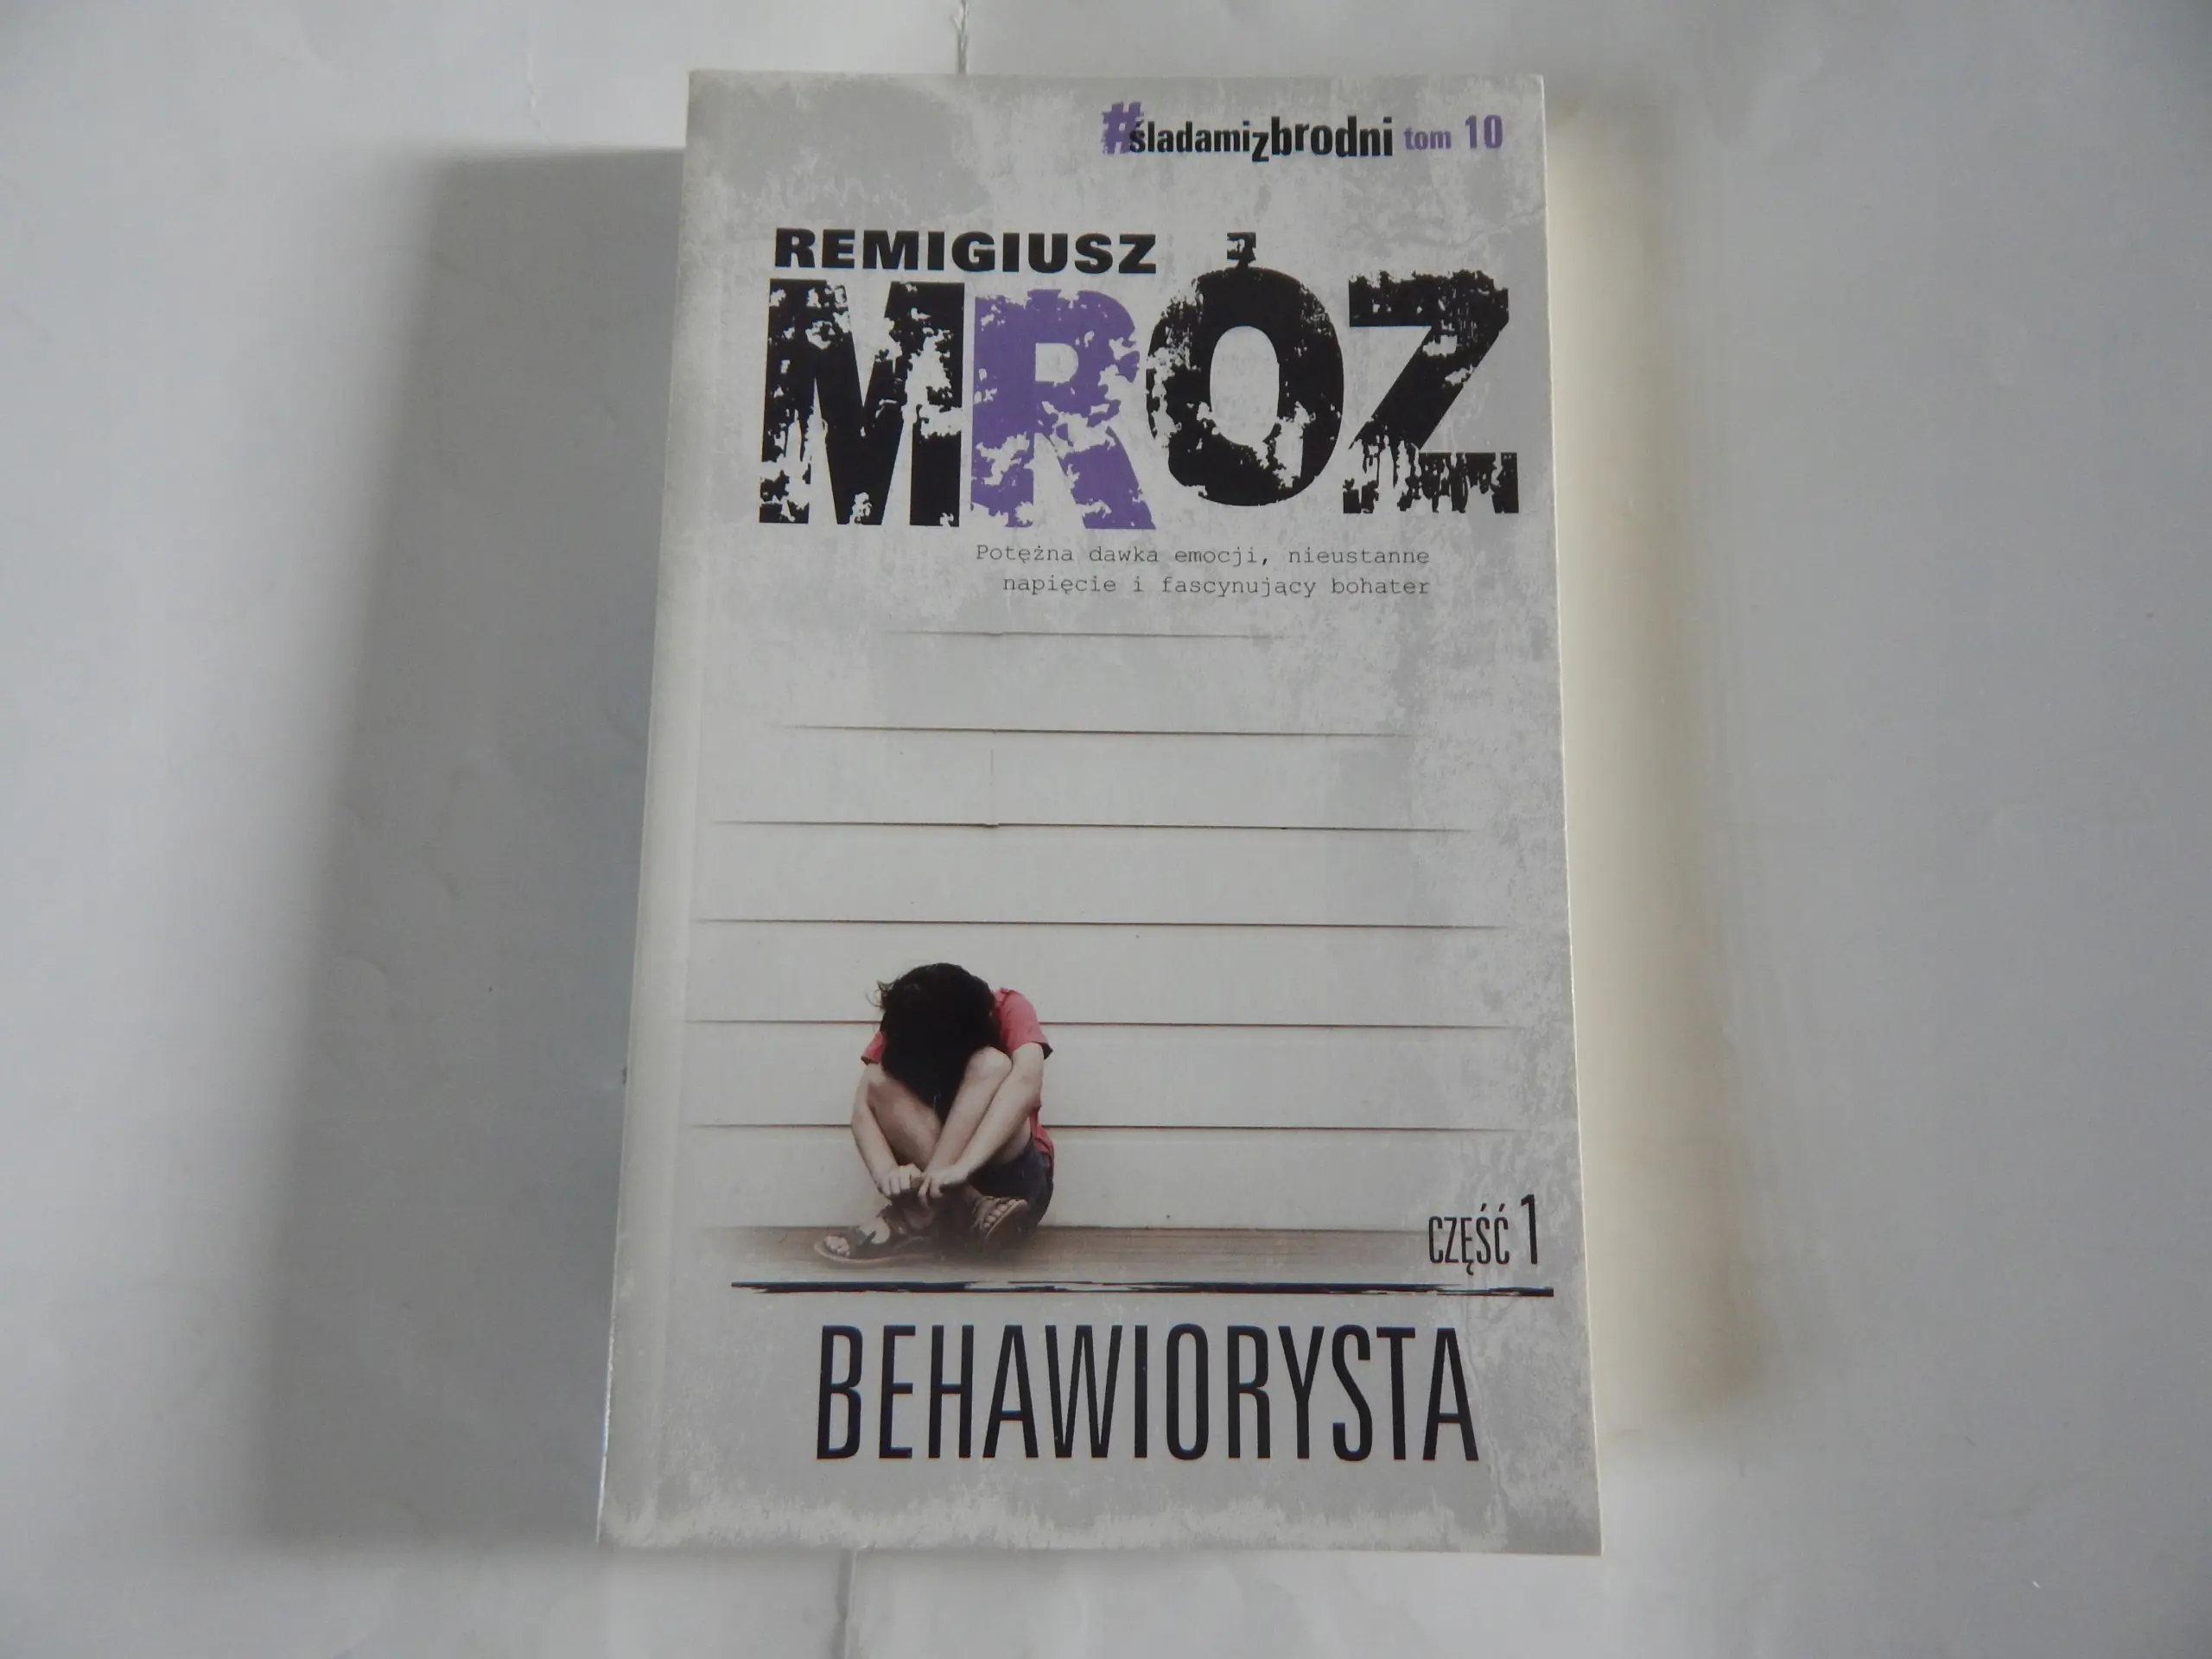 #śladamizbrodni tom 10
REMIGIUSZ
MRÓZ
Potężna dawka emocji, nieustanne
napięcie i fascynujący bohater
CZĘŚĆ 1
BEHAWIORYSTA